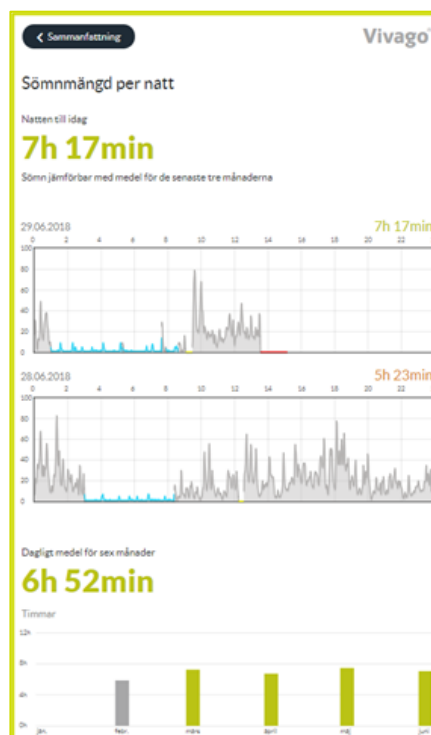 Sammanfattning
Vivago
Sömnmängd per natt
Natten till idag
7h 17min
Sömn jämförbar med medel för de senaste tre månaderna
29.06.2018 7h 17min
0 2 4 6 8 10 12 14 16 18 20 22
100
80
60
40
20
0
28.06.2018 5h 23min
0 2 4 6 8 10 12 14 16 18 20 22
100
80
60
40
20
0
Dagligt medel för sex månader
6h 52min
Timmar
12h
8h
4h
0h
jan. febr. mars april maj juni